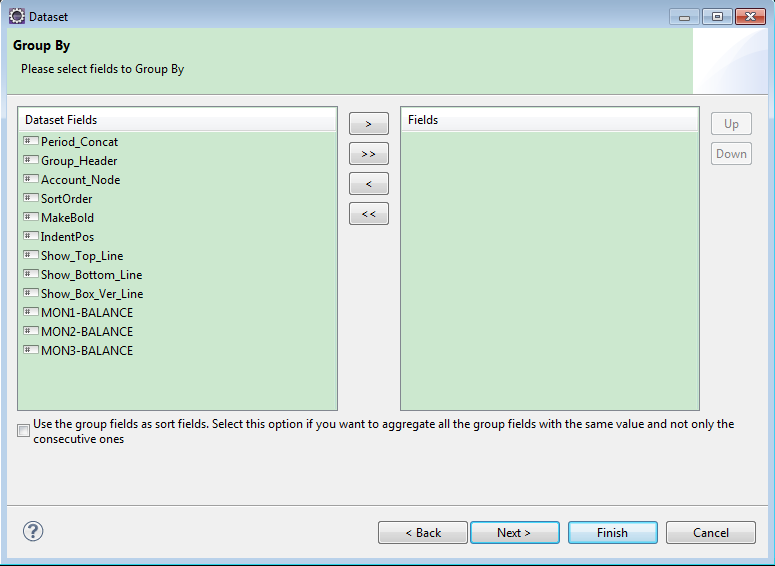 Dataset
Group By
Please select fields to Group By
Dataset Fields
Period_Concat
Group_Header
Account_Node
SortOrder
MakeBold
IndentPos
Show_Top_Line
Show_Bottom_Line
Show_Box_Ver_Line
MON1-BALANCE
MON2-BALANCE
MON3-BALANCE
>
>>
<
<<
Fields
Up
Down
Use the group fields as sort fields. Select this option if you want to aggregate all the group fields with the same value and not only the
consecutive ones
?
< Back
Next >
Finish
Cancel